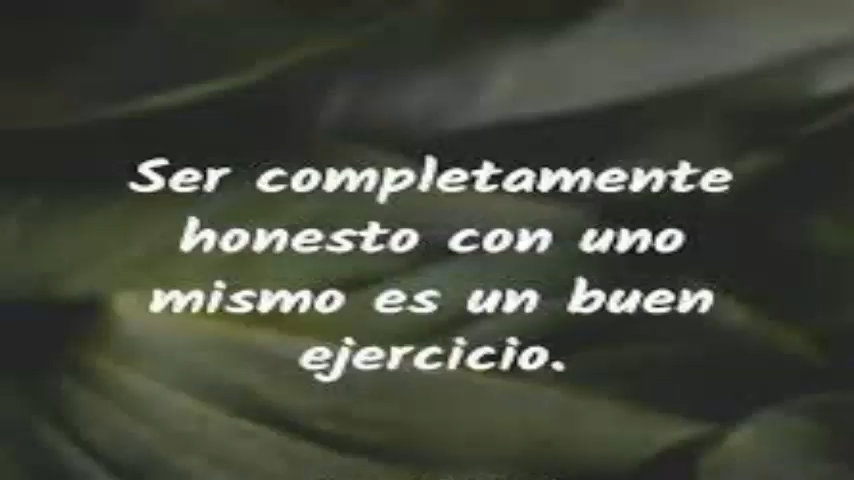 Ser completamente
honesto con uno
mismo es un buen
ejercicio.